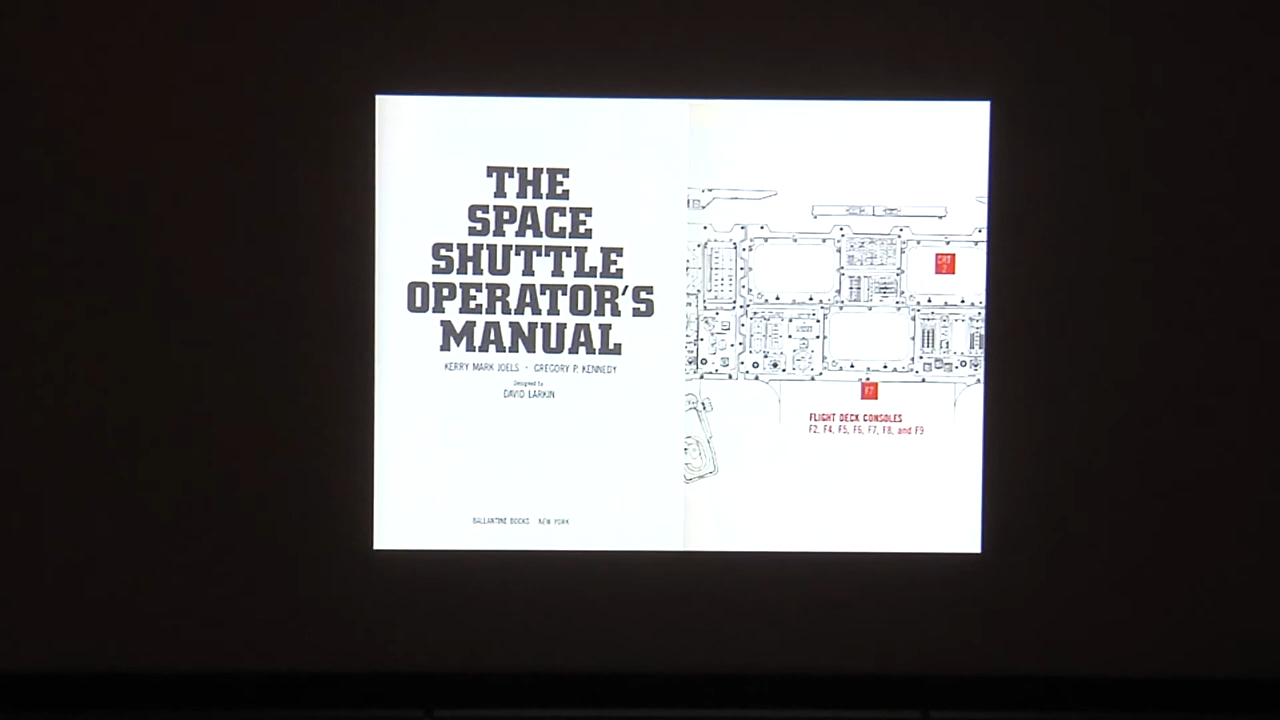 THE
SPACE
SHUTTLE
OPERATOR'S
MANUAL
KERRY MARK JOELS · GREGORY P. KENNEDY
Designed by
DAVID LARKIN
BALLANTINE BOOKS NEW YORK
CRT
2
F7
FLIGHT DECK CONSOLES
F2, F4, F5, F6, F7, F8, and F9